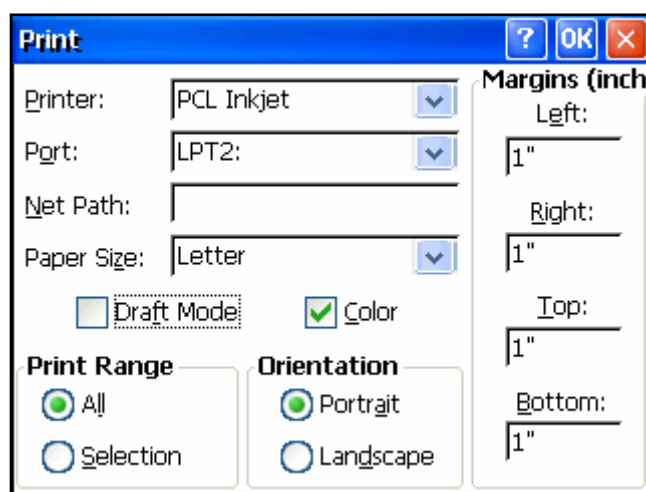 Print ? OK
Printer: PCL Inkjet
Port: LPT2:
Net Path:
Paper Size: Letter
Draft Mode Color
Print Range
All
Selection
Orientation
Portrait
Landscape
Margins (inch
Left:
1"
Right:
1"
Top:
1"
Bottom:
1"